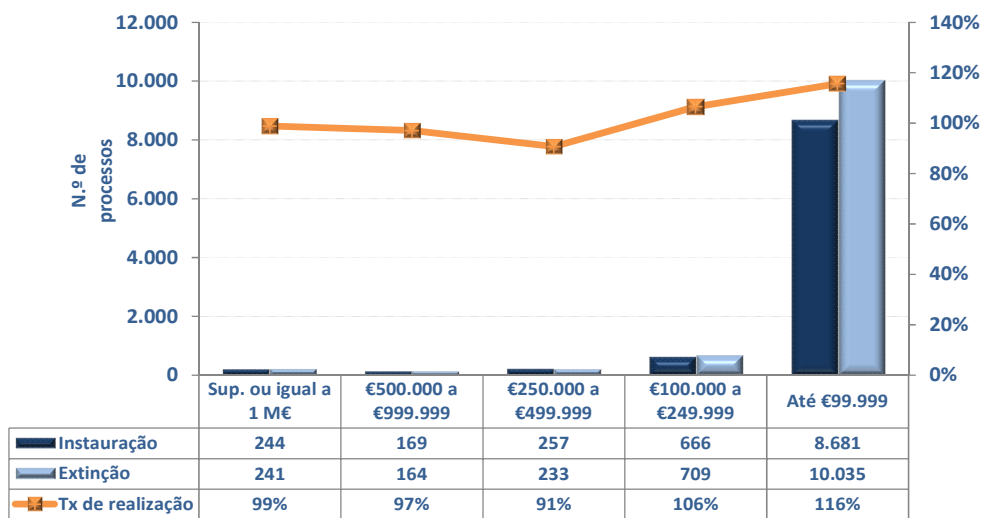 12.000
10.000
8.000
6.000
4.000
2.000
0
N.º de
processos
140%
120%
100%
80%
60%
40%
20%
0%
Sup. ou igual a
1 M€
€500.000 a
€999.999
€250.000 a
€499.999
€100.000 a
€249.999
Até €99.999
Instauração 244 169 257 666 8.681
Extinção 241 164 233 709 10.035
Tx de realização 99% 97% 91% 106% 116%